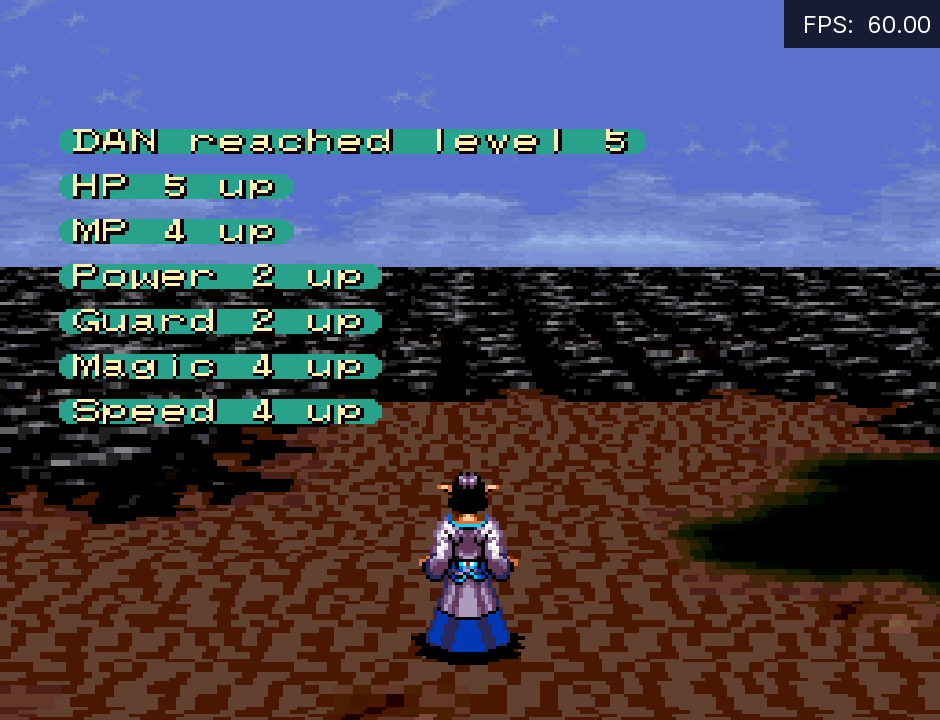 FPS: 60.00
DAN reached level 5
HP 5 up
MP 4 up
Power 2 up
Guard 2 up
Magic 4 up
Speed 4 up